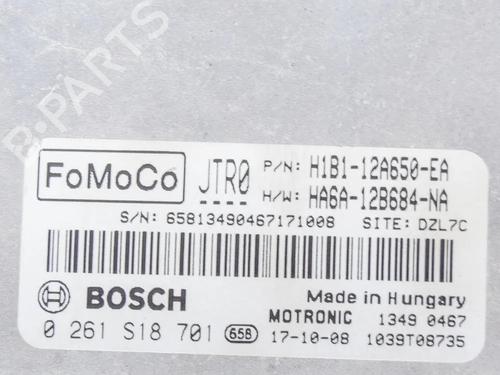 B-PARTS
FoMoCo JTR0 P/N: H1B1-12A650-EA
H/W: HA6A-12B684-NA
S/N: 65813490467171008 SITE: DZL7C
BOSCH Made in Hungary
MOTRONIC 1349 0467
0 261 S18 701 658 17-10-08 1039T08735